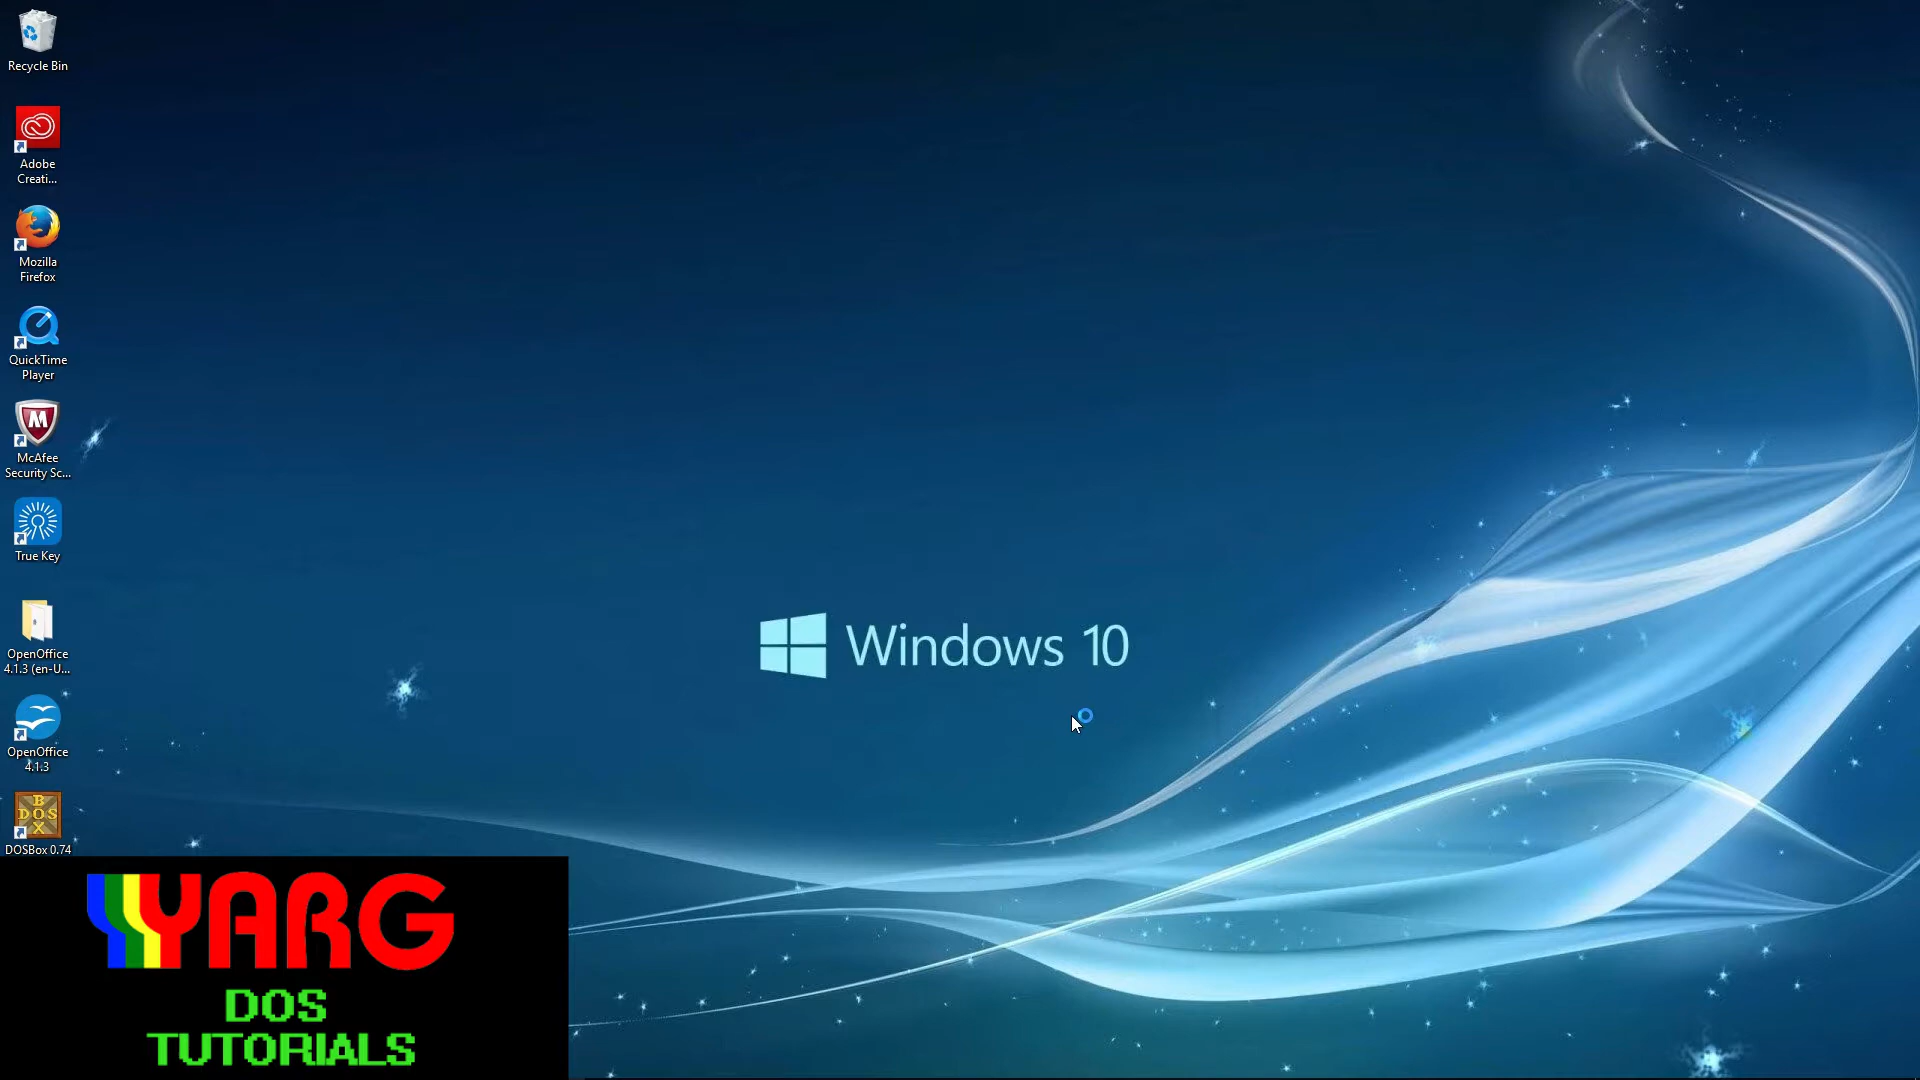 Recycle Bin
Adobe
Creati...
Mozilla
Firefox
QuickTime
Player
McAfee
Security Sc...
True Key
OpenOffice
4.1.3 (en-U...
OpenOffice
4.1.3
B
DOS
X
DOSBox 0.74
Windows 10
YARG
DOS
TUTORIALS